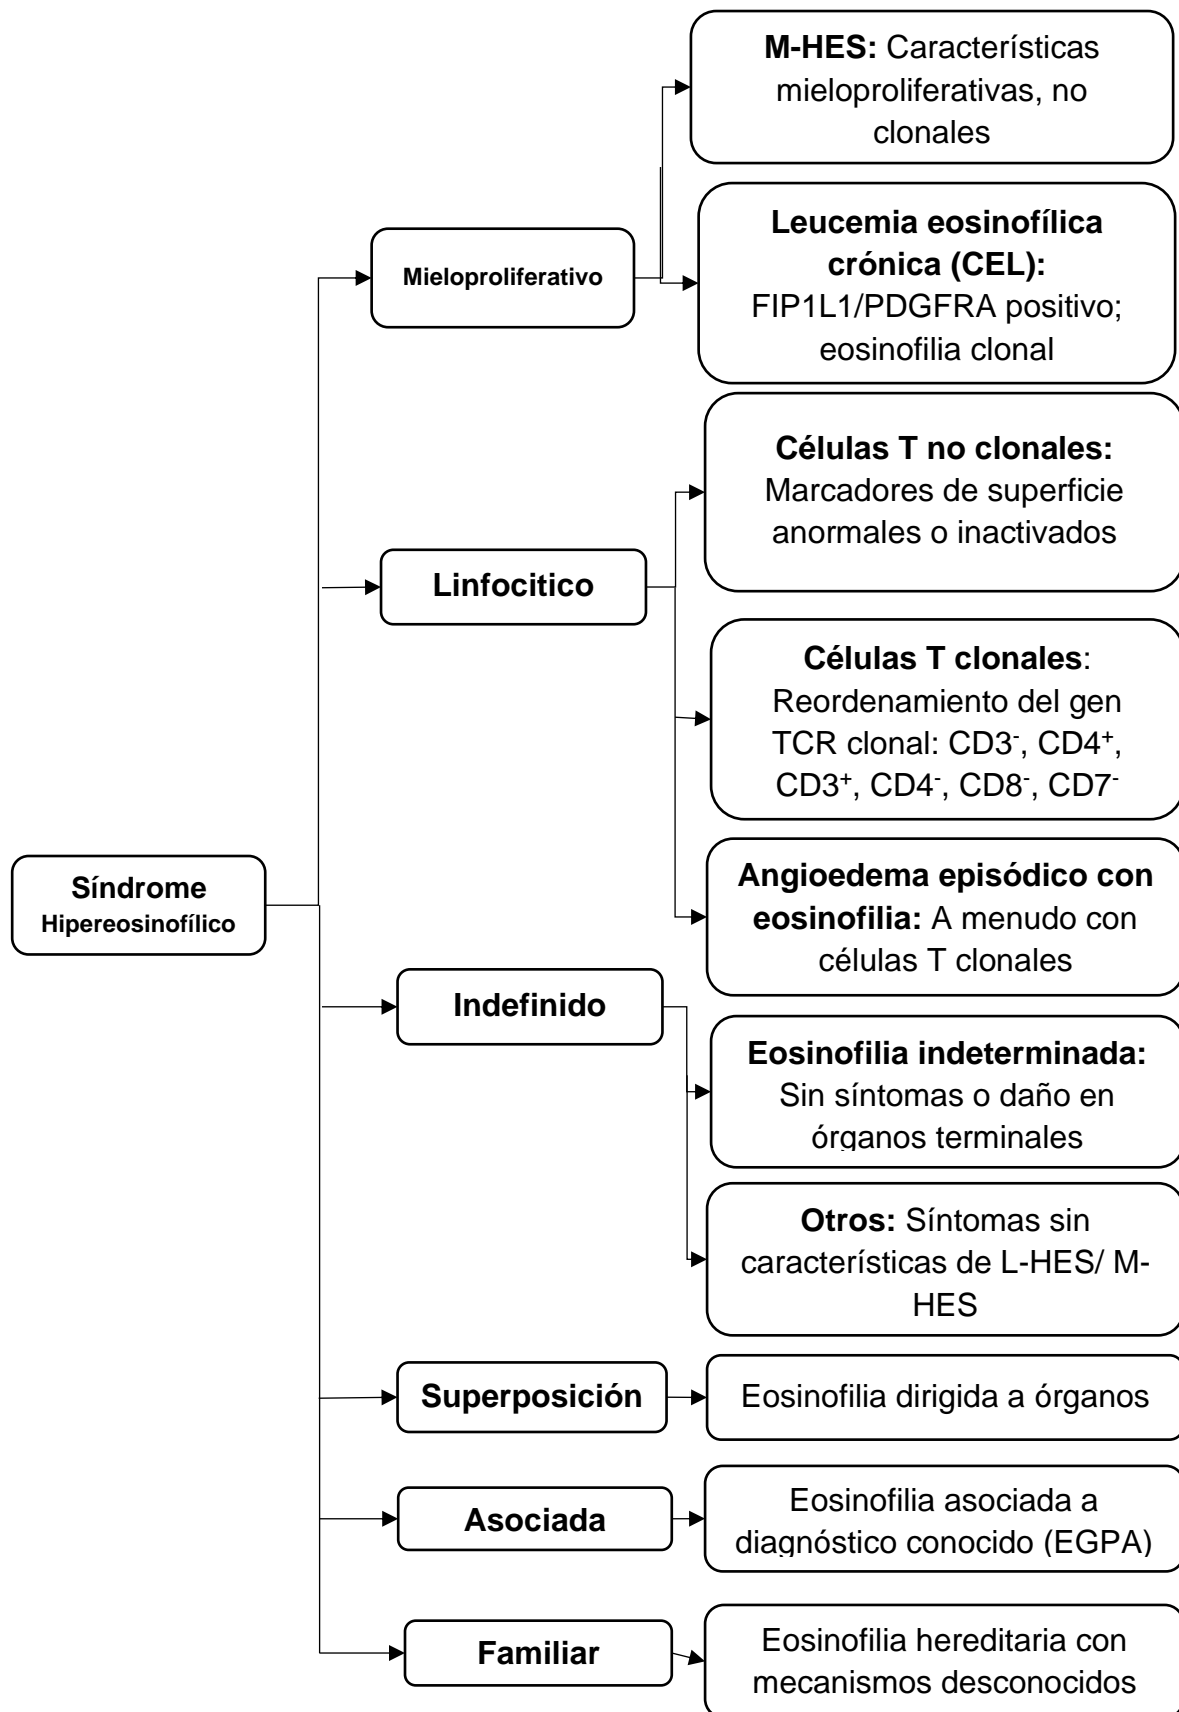 M-HES: Características
mieloproliferativas, no
clonales
Leucemia eosinofílica
crónica (CEL):
FIP1L1/PDGFRA positivo;
eosinofilia clonal
Mieloproliferativo
Células T no clonales:
Marcadores de superficie
anormales o inactivados
Linfocitico
Células T clonales:
Reordenamiento del gen
TCR clonal: CD3⁻, CD4⁺,
CD3⁺, CD4⁻, CD8⁻, CD7⁻
Angioedema episódico con
eosinofilia: A menudo con
células T clonales
Síndrome
Hipereosinofílico
Indefinido
Eosinofilia indeterminada:
Sin síntomas o daño en
órganos terminales
Otros: Síntomas sin
características de L-HES/ M-
HES
Superposición
Eosinofilia dirigida a órganos
Asociada
Eosinofilia asociada a
diagnóstico conocido (EGPA)
Familiar
Eosinofilia hereditaria con
mecanismos desconocidos